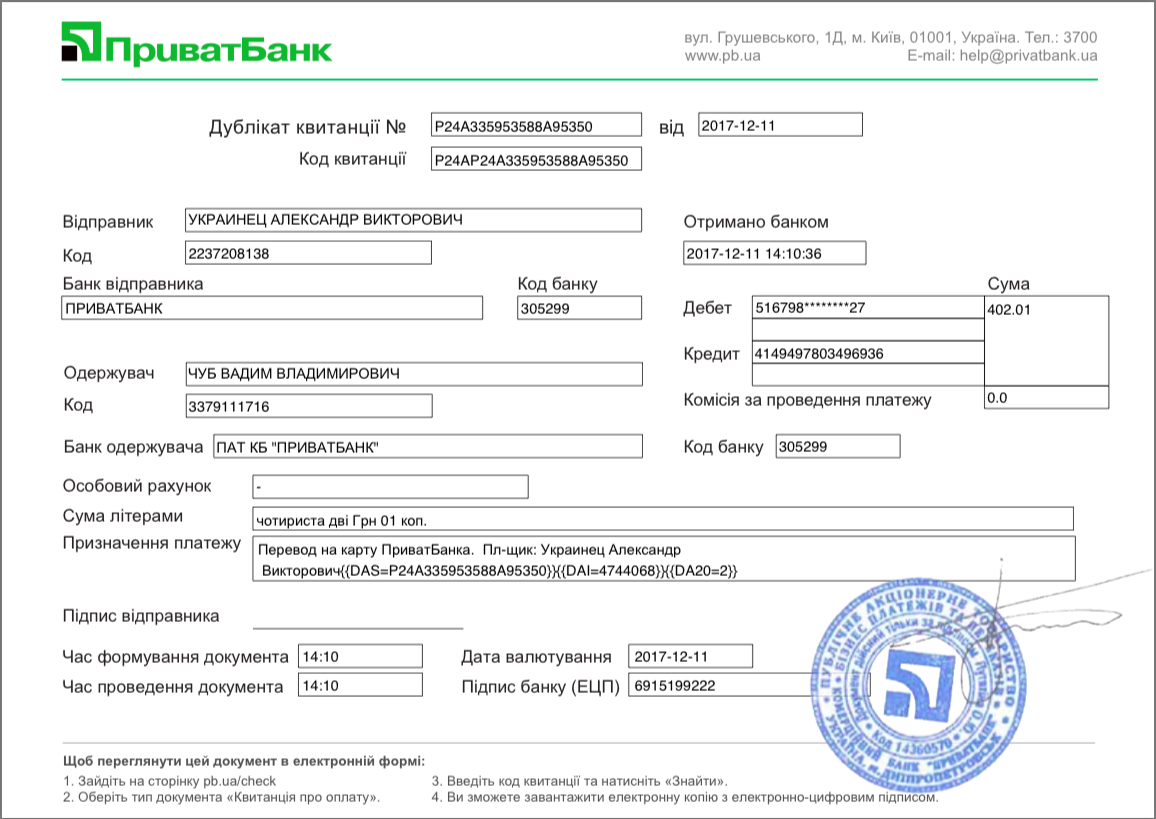 ПриватБанк
вул. Грушевського, 1Д, м. Київ, 01001, Україна. Тел.: 3700
www.pb.ua E-mail: help@privatbank.ua
Дублікат квитанції № P24A335953588A95350 від 2017-12-11
Код квитанції P24AP24A335953588A95350
Відправник УКРАИНЕЦ АЛЕКСАНДР ВИКТОРОВИЧ Отримано банком
Код 2237208138 2017-12-11 14:10:36
Банк відправника Код банку Сума
ПРИВАТБАНК 305299 Дебет 516798********27 402.01
Кредит 4149497803496936
Одержувач ЧУБ ВАДИМ ВЛАДИМИРОВИЧ
Код 3379111716 Комісія за проведення платежу 0.0
Банк одержувача ПАТ КБ "ПРИВАТБАНК" Код банку 305299
Особовий рахунок -
Сума літерами чотириста дві Грн 01 коп.
Призначення платежу Перевод на карту ПриватБанка. Пл-щик: Украинец Александр
Викторович{{DAS=P24A335953588A95350}}{{DAI=4744068}}{{DA20=2}}
Підпис відправника
Час формування документа 14:10 Дата валютування 2017-12-11
Час проведення документа 14:10 Підпис банку (ЕЦП) 6915199222
ПУБЛІЧНЕ АКЦІОНЕРНЕ ТОВАРИСТВО
КОМЕРЦІЙНИЙ БАНК "ПРИВАТБАНК"
УКРАЇНА, м. ДНІПРОПЕТРОВСЬК
БІЗНЕС ПЛАТЕЖІВ ТА
Документ дійсний тільки за
Код 14360570
Щоб переглянути цей документ в електронній формі:
1. Зайдіть на сторінку pb.ua/check 3. Введіть код квитанції та натисніть «Знайти».
2. Оберіть тип документа «Квитанція про оплату». 4. Ви зможете завантажити електронну копію з електронно-цифровим підписом.